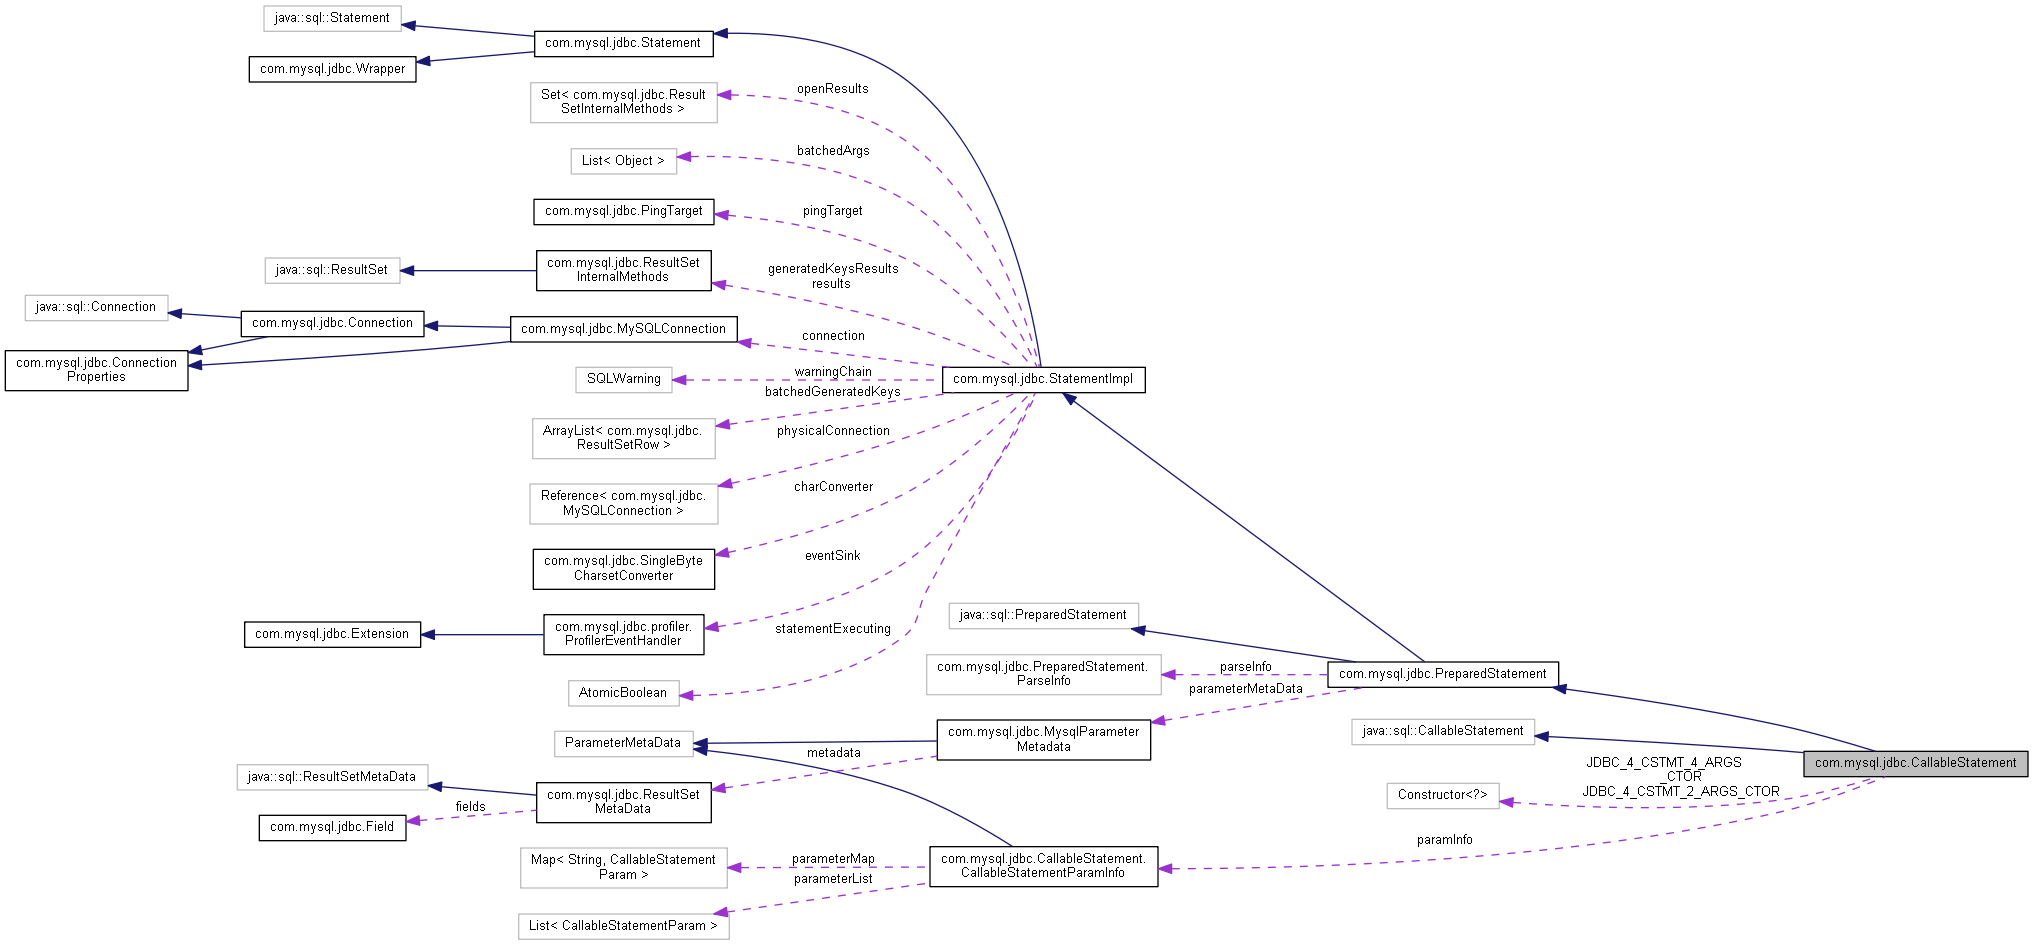 java::sql::Statement
com.mysql.jdbc.Statement
com.mysql.jdbc.Wrapper
Set< com.mysql.jdbc.Result
SetInternalMethods >
openResults
List< Object >
batchedArgs
com.mysql.jdbc.PingTarget
pingTarget
java::sql::ResultSet
com.mysql.jdbc.ResultSet
InternalMethods
generatedKeysResults
results
java::sql::Connection
com.mysql.jdbc.Connection
com.mysql.jdbc.MySQLConnection
connection
com.mysql.jdbc.Connection
Properties
SQLWarning
warningChain
com.mysql.jdbc.StatementImpl
batchedGeneratedKeys
ArrayList< com.mysql.jdbc.
ResultSetRow >
physicalConnection
Reference< com.mysql.jdbc.
MySQLConnection >
charConverter
com.mysql.jdbc.SingleByte
CharsetConverter
eventSink
com.mysql.jdbc.Extension
com.mysql.jdbc.profiler.
ProfilerEventHandler
statementExecuting
java::sql::PreparedStatement
AtomicBoolean
com.mysql.jdbc.PreparedStatement.
ParseInfo
parseInfo
parameterMetaData
com.mysql.jdbc.PreparedStatement
ParameterMetaData
com.mysql.jdbc.MysqlParameter
Metadata
metadata
java::sql::CallableStatement
com.mysql.jdbc.CallableStatement
java::sql::ResultSetMetaData
com.mysql.jdbc.ResultSet
MetaData
fields
com.mysql.jdbc.Field
JDBC_4_CSTMT_4_ARGS
_CTOR
JDBC_4_CSTMT_2_ARGS_CTOR
Constructor<?>
paramInfo
Map< String, CallableStatement
Param >
parameterMap
parameterList
com.mysql.jdbc.CallableStatement.
CallableStatementParamInfo
List< CallableStatementParam >